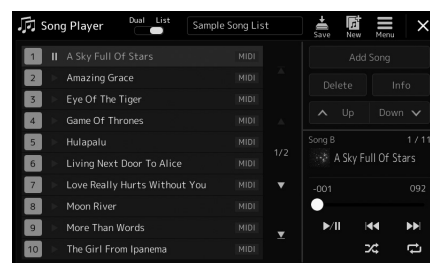 Song Player Dual List Sample Song List Save New Menu
1 A Sky Full Of Stars MIDI
2 Amazing Grace MIDI
3 Eye Of The Tiger MIDI
4 Game Of Thrones MIDI
5 Hulapalu MIDI
6 Living Next Door To Alice MIDI
7 Love Really Hurts Without You MIDI
8 Moon River MIDI
9 More Than Words MIDI
10 The Girl From Ipanema MIDI
1/2
Add Song
Delete Info
Up Down
Song B 1 / 11
A Sky Full Of Stars
-001 092